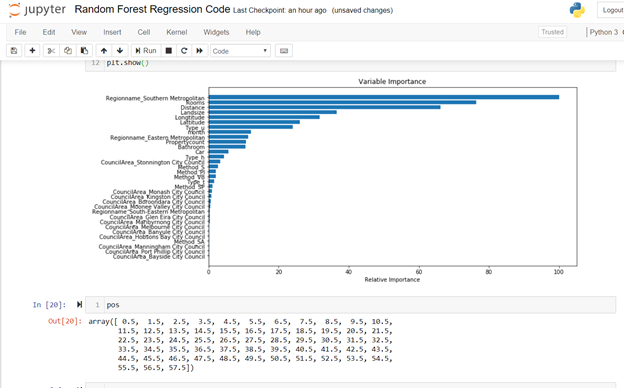 jupyter Random Forest Regression Code Last Checkpoint: an hour ago (unsaved changes)
Logout
File Edit View Insert Cell Kernel Widgets Help Trusted Python 3
Run Code
12 plt.show()
Variable Importance
Regionname_Southern Metropolitan
Rooms
Distance
Landsize
Longtitude
Lattitude
Type_u
month
Regionname_Eastern Metropolitan
Propertycount
Bathroom
Car
Type_h
CouncilArea_Stonnington City Council
Method_S
Method_PI
Method_VB
Type_t
Method_SP
CouncilArea_Monash City Council
CouncilArea_Kingston City Council
CouncilArea_Boroondara City Council
CouncilArea_Moonee Valley City Council
Regionname_South-Eastern Metropolitan
CouncilArea_Glen Eira City Council
CouncilArea_Maribyrnong City Council
CouncilArea_Melbourne City Council
CouncilArea_Banyule City Council
CouncilArea_Hobsons Bay City Council
Method_SA
CouncilArea_Manningham City Council
CouncilArea_Port Phillip City Council
CouncilArea_Bayside City Council
0 20 40 60 80 100
Relative Importance
In [20]: 1 pos
Out[20]: array([ 0.5, 1.5, 2.5, 3.5, 4.5, 5.5, 6.5, 7.5, 8.5, 9.5, 10.5,
11.5, 12.5, 13.5, 14.5, 15.5, 16.5, 17.5, 18.5, 19.5, 20.5, 21.5,
22.5, 23.5, 24.5, 25.5, 26.5, 27.5, 28.5, 29.5, 30.5, 31.5, 32.5,
33.5, 34.5, 35.5, 36.5, 37.5, 38.5, 39.5, 40.5, 41.5, 42.5, 43.5,
44.5, 45.5, 46.5, 47.5, 48.5, 49.5, 50.5, 51.5, 52.5, 53.5, 54.5,
55.5, 56.5, 57.5])